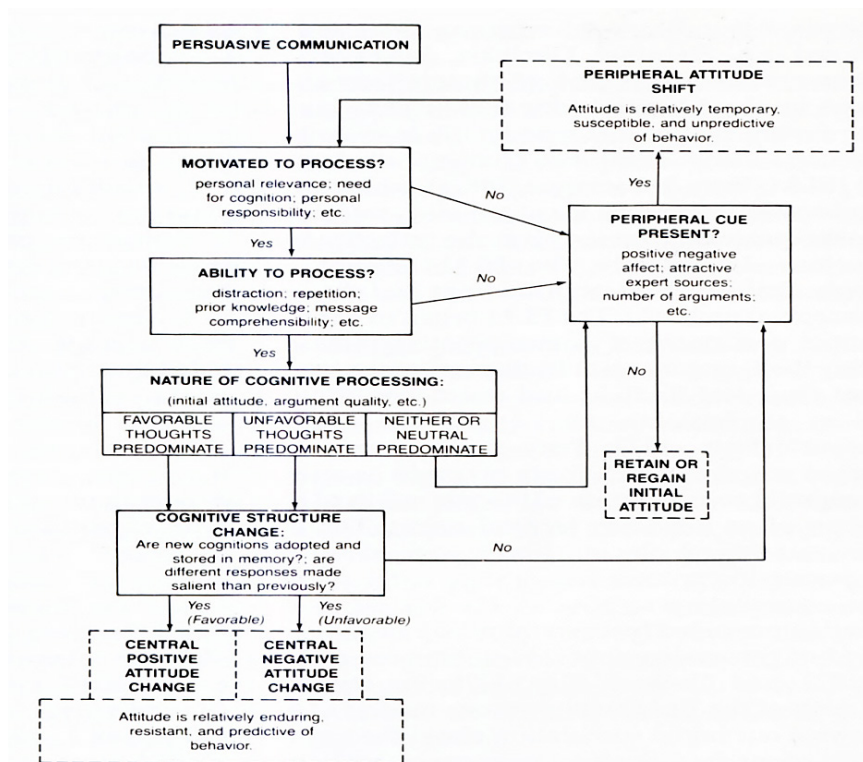 PERSUASIVE COMMUNICATION
PERIPHERAL ATTITUDE
SHIFT
Attitude is relatively temporary,
susceptible, and unpredictive
of behavior.
MOTIVATED TO PROCESS?
personal relevance; need
for cognition; personal
responsibility; etc.
No
Yes
Yes
PERIPHERAL CUE
PRESENT?
positive negative
affect; attractive
expert sources;
number of arguments;
etc.
ABILITY TO PROCESS?
distraction; repetition;
prior knowledge; message
comprehensibility; etc.
No
Yes
No
NATURE OF COGNITIVE PROCESSING:
(initial attitude, argument quality, etc.)
FAVORABLE
THOUGHTS
PREDOMINATE
UNFAVORABLE
THOUGHTS
PREDOMINATE
NEITHER OR
NEUTRAL
PREDOMINATE
RETAIN OR
REGAIN
INITIAL
ATTITUDE
COGNITIVE STRUCTURE
CHANGE:
Are new cognitions adopted and
stored in memory?; are
different responses made
salient than previously?
No
Yes
(Favorable)
Yes
(Unfavorable)
CENTRAL
POSITIVE
ATTITUDE
CHANGE
CENTRAL
NEGATIVE
ATTITUDE
CHANGE
Attitude is relatively enduring,
resistant, and predictive of
behavior.